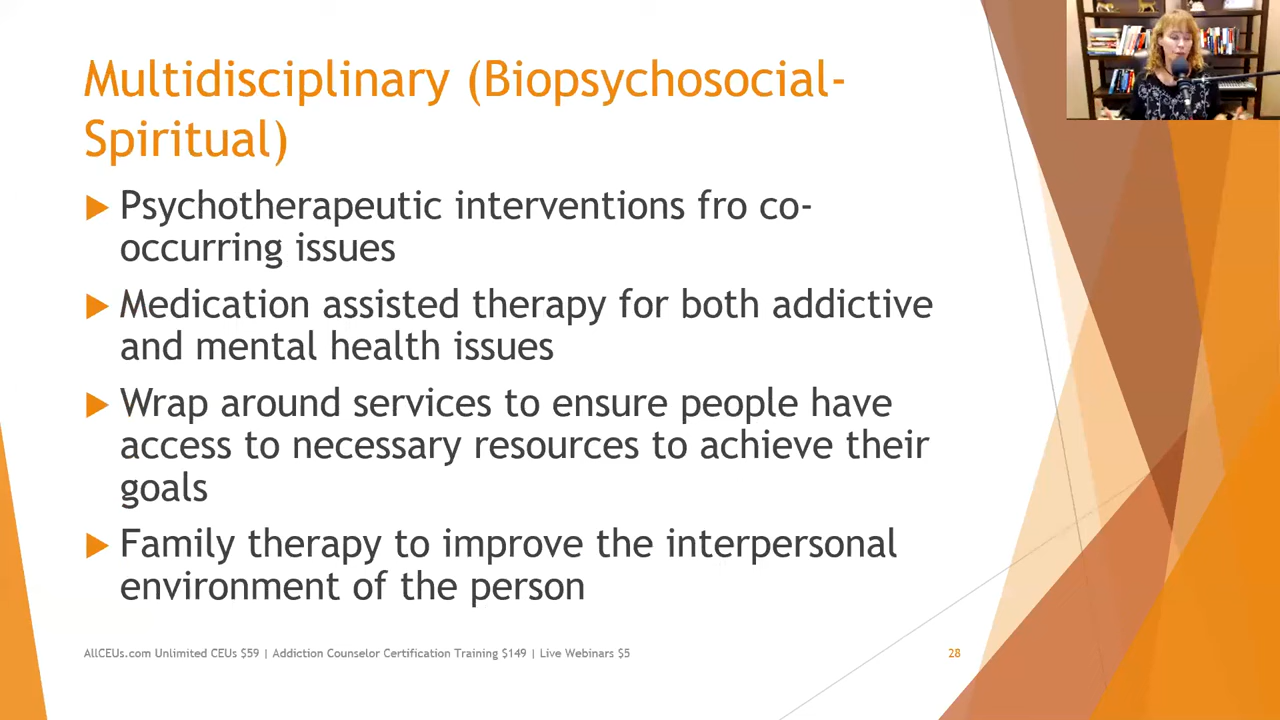 Multidisciplinary (Biopsychosocial-
Spiritual)
Psychotherapeutic interventions fro co-
occurring issues
Medication assisted therapy for both addictive
and mental health issues
Wrap around services to ensure people have
access to necessary resources to achieve their
goals
Family therapy to improve the interpersonal
environment of the person
AllCEUs.com Unlimited CEUs $59 | Addiction Counselor Certification Training $149 | Live Webinars $5
28